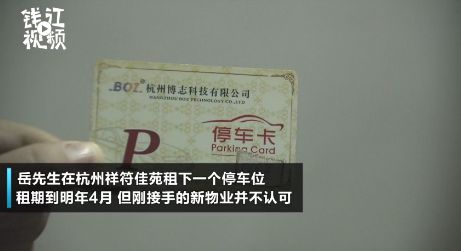 钱江
视频
BOZ 杭州博志科技有限公司
HANGZHOU BOZ TECHNOLOGY CO.,LTD
P 停车卡
Parking Card
岳先生在杭州祥符佳苑租下一个停车位
租期到明年4月 但刚接手的新物业并不认可